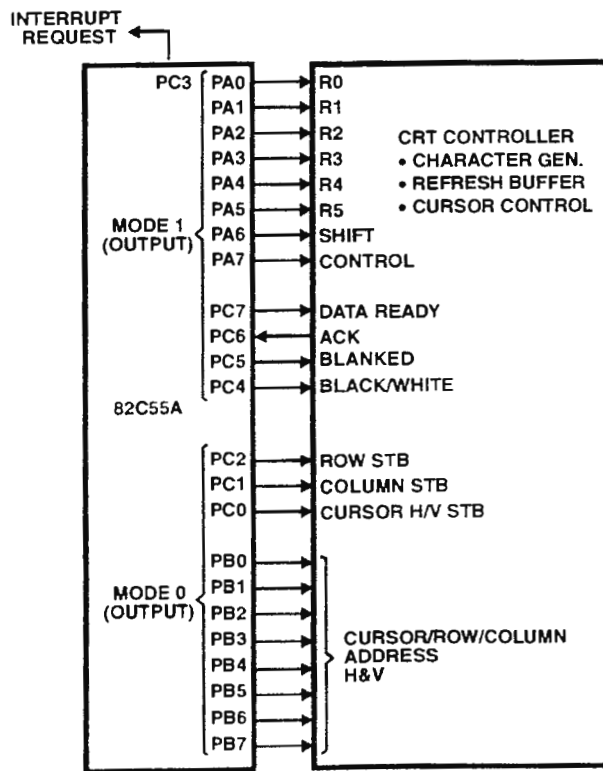 INTERRUPT
REQUEST
PC3 PA0 R0
PA1 R1
PA2 R2
PA3 R3
PA4 R4
PA5 R5
PA6 SHIFT
PA7 CONTROL
CRT CONTROLLER
• CHARACTER GEN.
• REFRESH BUFFER
• CURSOR CONTROL
MODE 1
(OUTPUT)
PC7 DATA READY
PC6 ACK
PC5 BLANKED
PC4 BLACK/WHITE
82C55A
PC2 ROW STB
PC1 COLUMN STB
PC0 CURSOR H/V STB
MODE 0
(OUTPUT)
PB0
PB1
PB2
PB3
PB4
PB5
PB6
PB7
CURSOR/ROW/COLUMN
ADDRESS
H&V